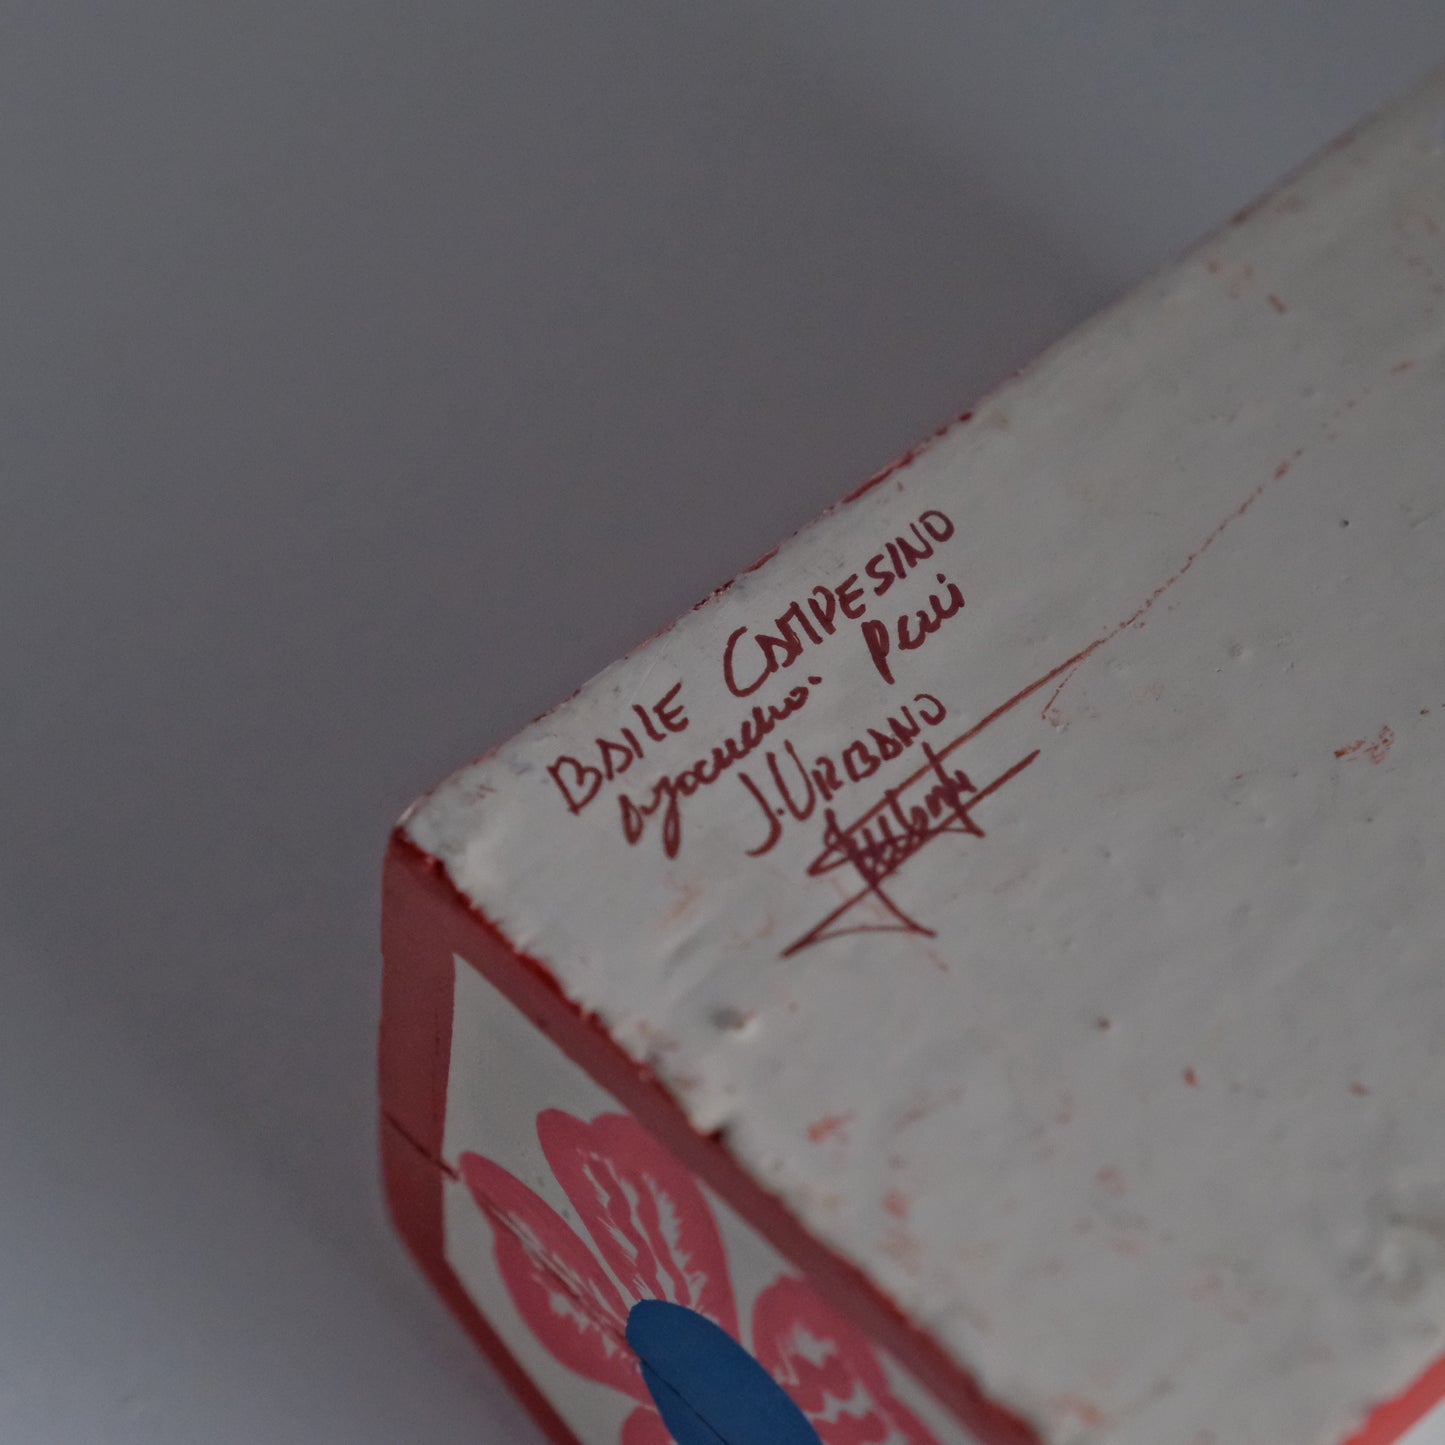 BAILE CAMPESINO
Ayacucho. Perú
J. URBANO